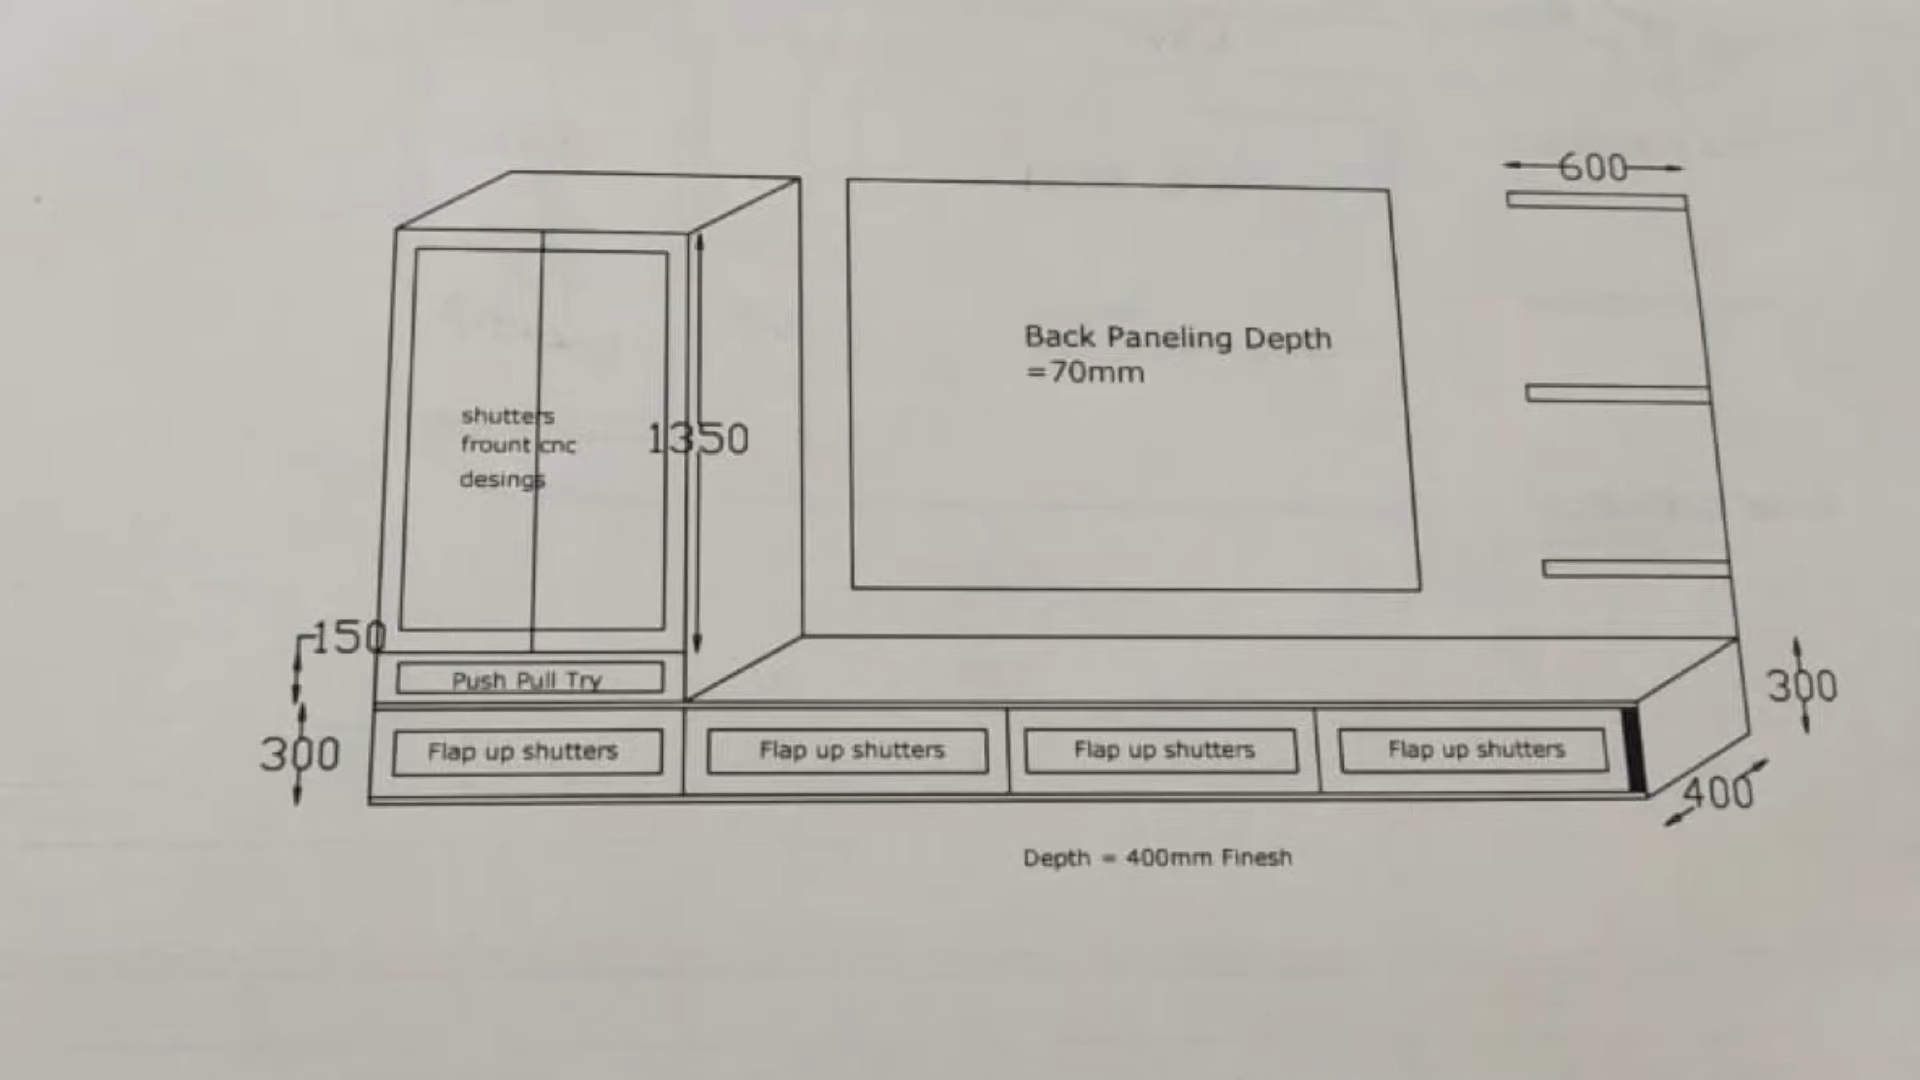 600
Back Paneling Depth
=70mm
shutters
frount cnc
desings
1350
150
Push Pull Try
300
Flap up shutters
Flap up shutters
Flap up shutters
Flap up shutters
300
400
Depth = 400mm Finesh